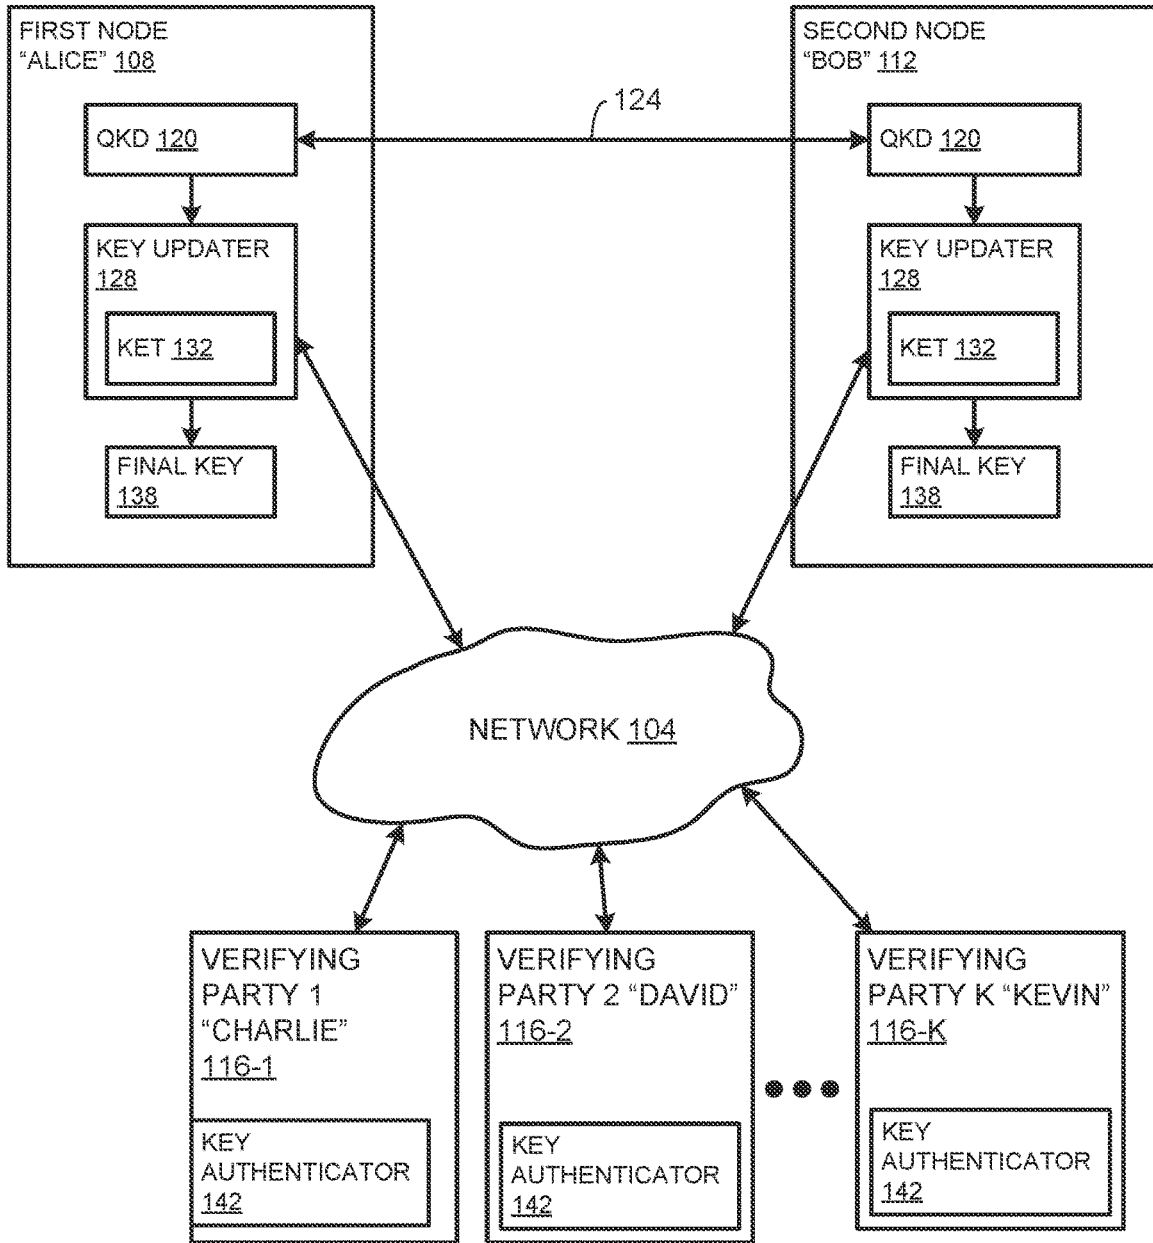 FIRST NODE
“ALICE” 108
QKD 120
KEY UPDATER
128
KET 132
FINAL KEY
138
124
SECOND NODE
“BOB” 112
QKD 120
KEY UPDATER
128
KET 132
FINAL KEY
138
NETWORK 104
VERIFYING
PARTY 1
“CHARLIE”
116-1
KEY
AUTHENTICATOR
142
VERIFYING
PARTY 2 “DAVID”
116-2
KEY
AUTHENTICATOR
142
VERIFYING
PARTY K “KEVIN”
116-K
KEY
AUTHENTICATOR
142